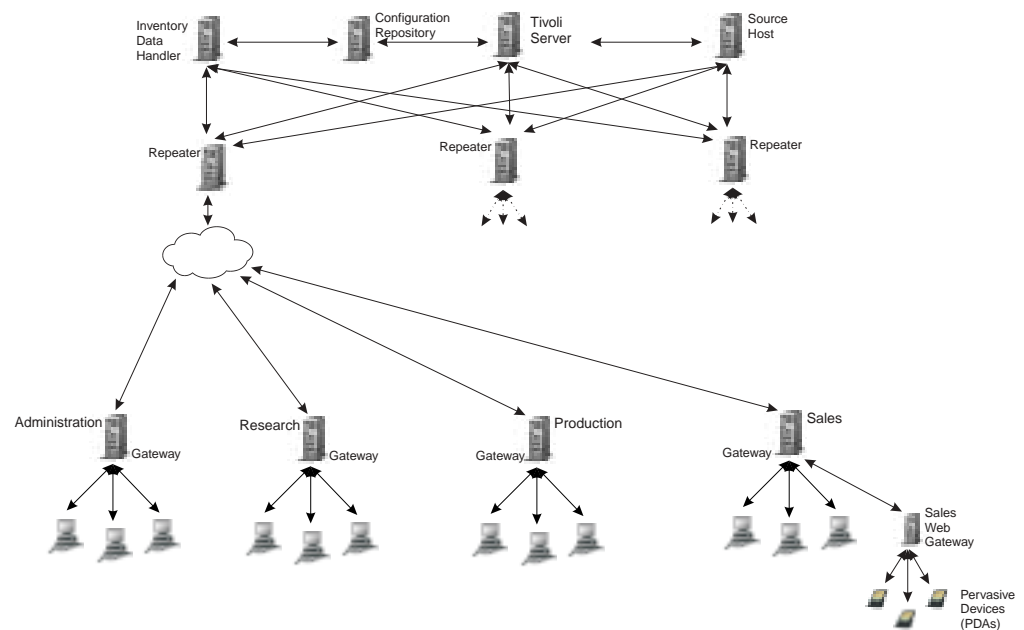 Inventory
Data
Handler
Configuration
Repository
Tivoli
Server
Source
Host
Repeater
Repeater
Repeater
Administration
Gateway
Research
Gateway
Production
Gateway
Sales
Gateway
Sales
Web
Gateway
Pervasive
Devices
(PDAs)